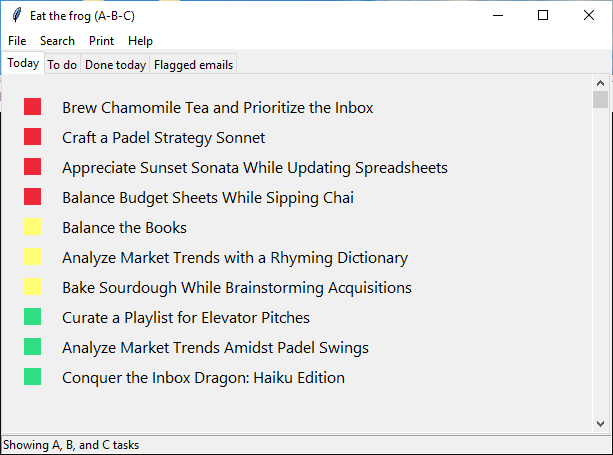 Eat the frog (A-B-C)
File Search Print Help
Today To do Done today Flagged emails
Brew Chamomile Tea and Prioritize the Inbox
Craft a Padel Strategy Sonnet
Appreciate Sunset Sonata While Updating Spreadsheets
Balance Budget Sheets While Sipping Chai
Balance the Books
Analyze Market Trends with a Rhyming Dictionary
Bake Sourdough While Brainstorming Acquisitions
Curate a Playlist for Elevator Pitches
Analyze Market Trends Amidst Padel Swings
Conquer the Inbox Dragon: Haiku Edition
Showing A, B, and C tasks